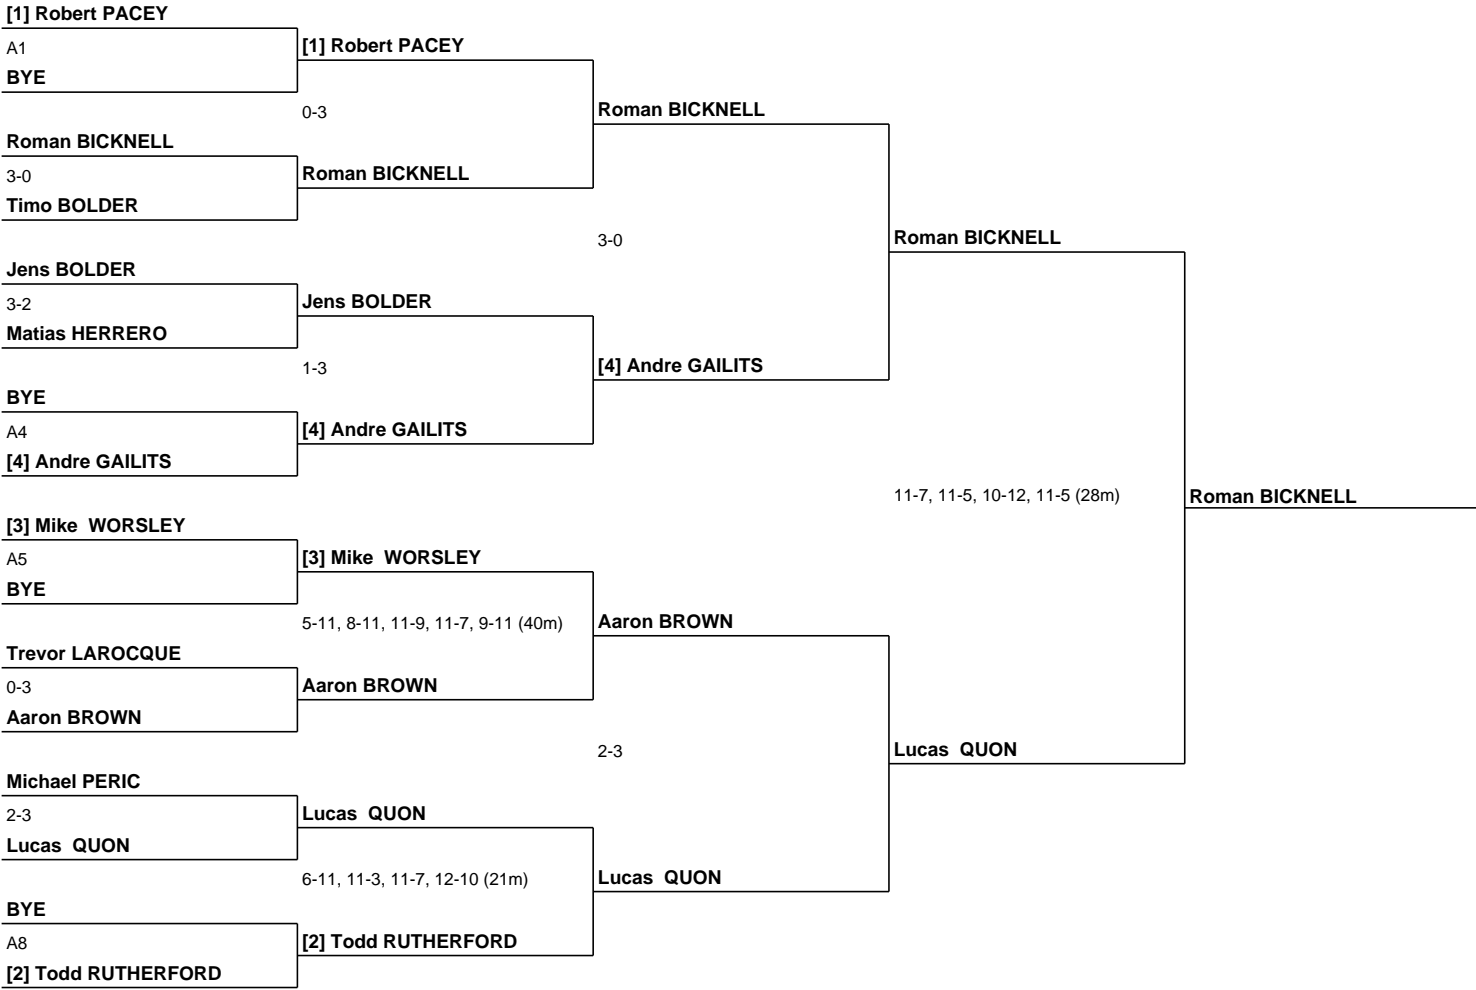 [1] Robert PACEY
A1
BYE
Roman BICKNELL
3-0
Timo BOLDER
Jens BOLDER
3-2
Matias HERRERO
BYE
A4
[4] Andre GAILITS
[3] Mike WORSLEY
A5
BYE
Trevor LAROCQUE
0-3
Aaron BROWN
Michael PERIC
2-3
Lucas QUON
BYE
A8
[2] Todd RUTHERFORD
[1] Robert PACEY
0-3
Roman BICKNELL
Jens BOLDER
1-3
[4] Andre GAILITS
[3] Mike WORSLEY
5-11, 8-11, 11-9, 11-7, 9-11 (40m)
Aaron BROWN
Lucas QUON
6-11, 11-3, 11-7, 12-10 (21m)
[2] Todd RUTHERFORD
Roman BICKNELL
3-0
[4] Andre GAILITS
Aaron BROWN
2-3
Lucas QUON
Roman BICKNELL
11-7, 11-5, 10-12, 11-5 (28m)
Lucas QUON
Roman BICKNELL